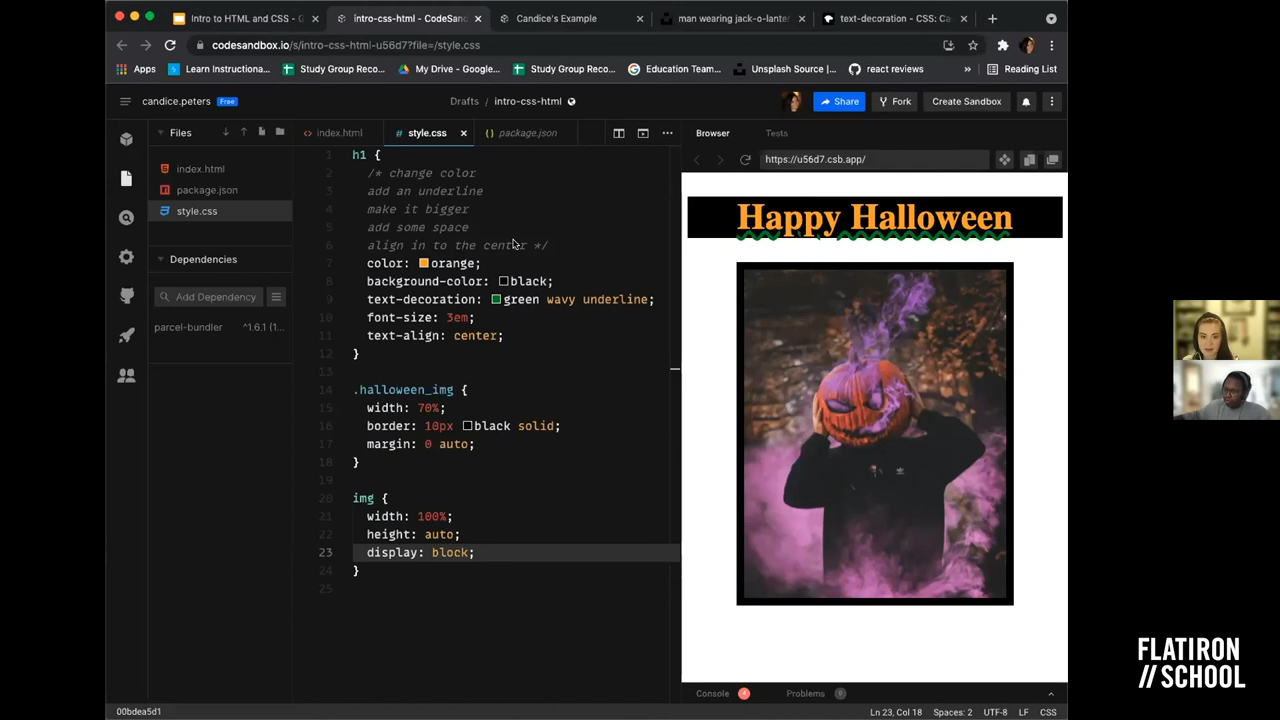 Intro to HTML and CSS - G
intro-css-html - CodeSand
Candice's Example
man wearing jack-o-lanter
text-decoration - CSS: Ca
codesandbox.io/s/intro-css-html-u56d7?file=/style.css
Apps
Learn Instructiona...
Study Group Reco...
My Drive - Google...
Study Group Reco...
Education Team...
Unsplash Source |...
react reviews
»
Reading List
candice.peters Free
Drafts / intro-css-html
Share
Fork
Create Sandbox
Files
index.html
style.css
package.json
Browser
Tests
https://u56d7.csb.app/
index.html
package.json
style.css
Dependencies
Add Dependency
parcel-bundler ^1.6.1 (1...
1 h1 {
2 /* change color
3 add an underline
4 make it bigger
5 add some space
6 align in to the center */
7 color: orange;
8 background-color: black;
9 text-decoration: green wavy underline;
10 font-size: 3em;
11 text-align: center;
12 }
13
14 .halloween_img {
15 width: 70%;
16 border: 10px black solid;
17 margin: 0 auto;
18 }
19
20 img {
21 width: 100%;
22 height: auto;
23 display: block;
24 }
25
Happy Halloween
FLATIRON
// SCHOOL
Console
Problems 0
00bdea5d1
Ln 23, Col 18
Spaces: 2
UTF-8
LF
CSS